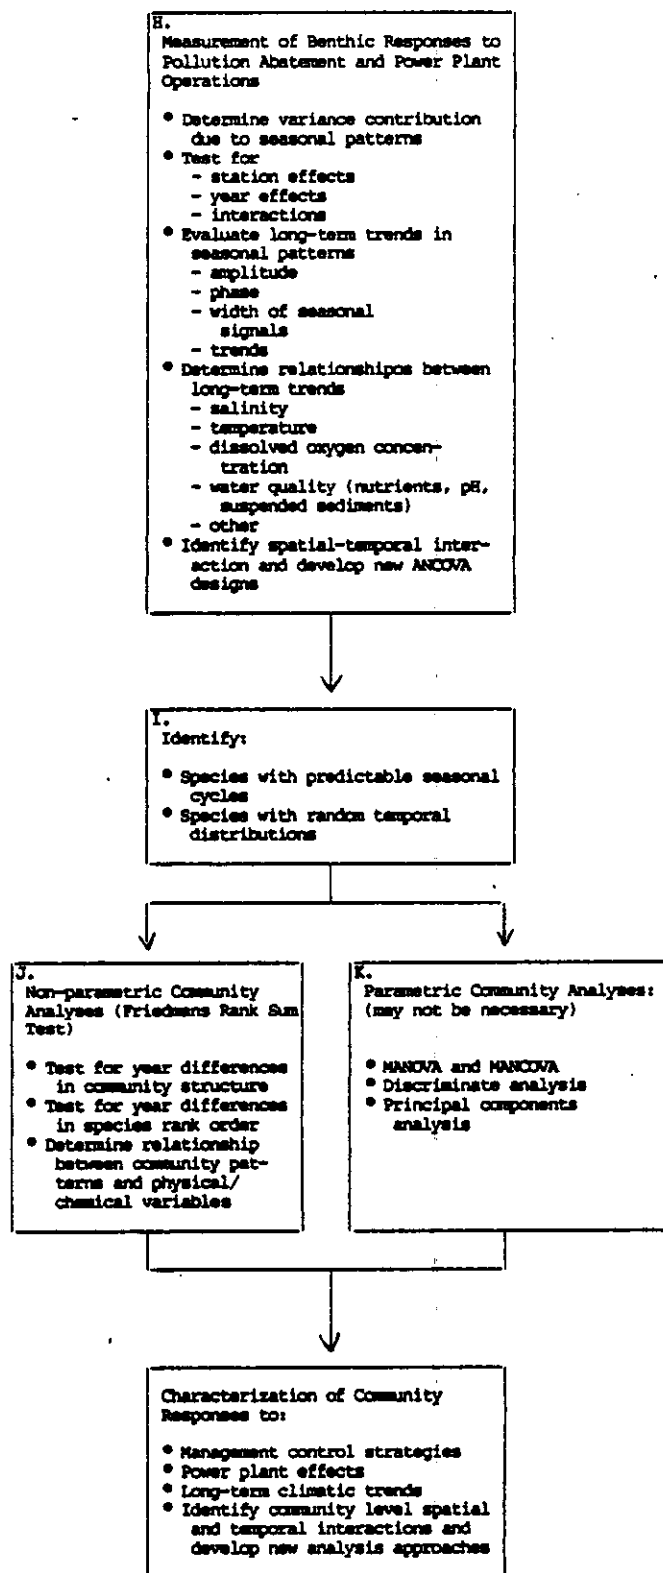 H.
Measurement of Benthic Responses to
Pollution Abatement and Power Plant
Operations
• Determine variance contribution
due to seasonal patterns
• Test for
- station effects
- year effects
- interactions
• Evaluate long-term trends in
seasonal patterns
- amplitude
- phase
- width of seasonal
signals
- trends
• Determine relationshipos between
long-term trends
- salinity
- temperature
- dissolved oxygen concen-
tration
- water quality (nutrients, pH,
suspended sediments)
- other
• Identify spatial-temporal inter-
action and develop new ANCOVA
designs
I.
Identify:
• Species with predictable seasonal
cycles
• Species with random temporal
distributions
J.
Non-parametric Community
Analyses (Friedmans Rank Sum
Test)
• Test for year differences
in community structure
• Test for year differences
in species rank order
• Determine relationship
between community pat-
terns and physical/
chemical variables
K.
Parametric Community Analyses:
(may not be necessary)
• MANOVA and MANCOVA
• Discriminate analysis
• Principal components
analysis
Characterization of Community
Responses to:
• Management control strategies
• Power plant effects
• Long-term climatic trends
• Identify community level spatial
and temporal interactions and
develop new analysis approaches